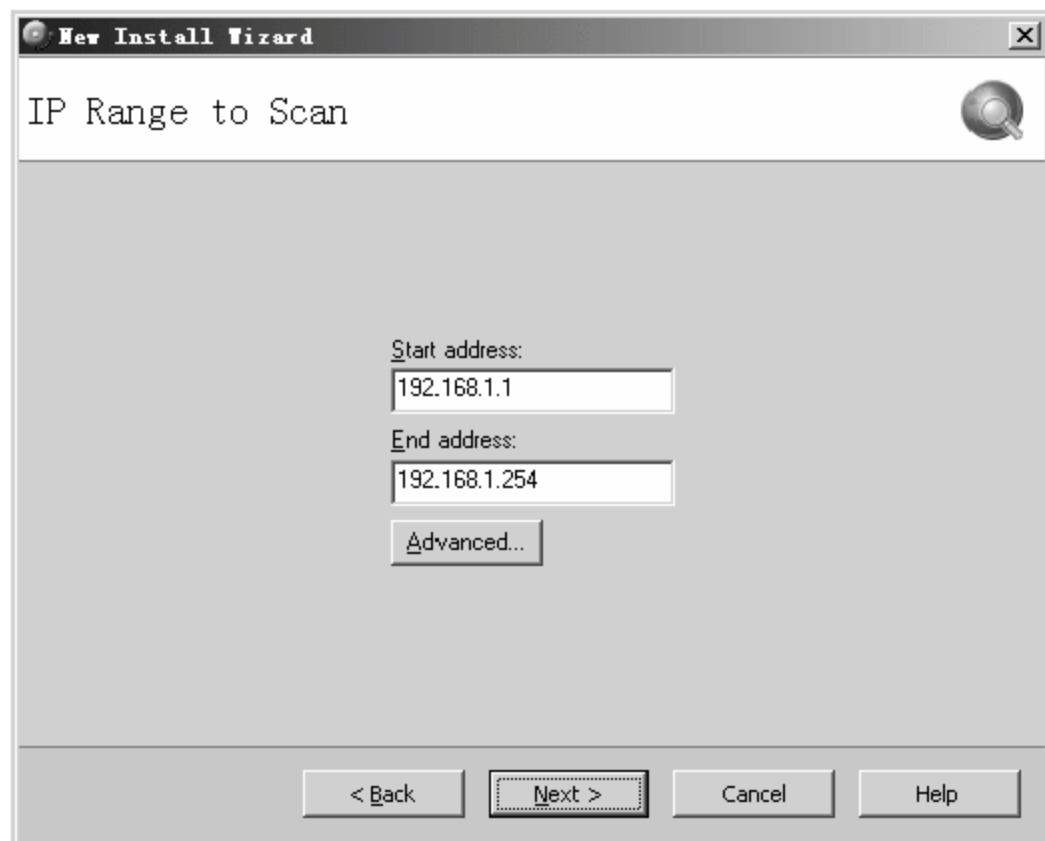 New Install Wizard
IP Range to Scan
Start address:
192.168.1.1
End address:
192.168.1.254
Advanced...
< Back Next > Cancel Help